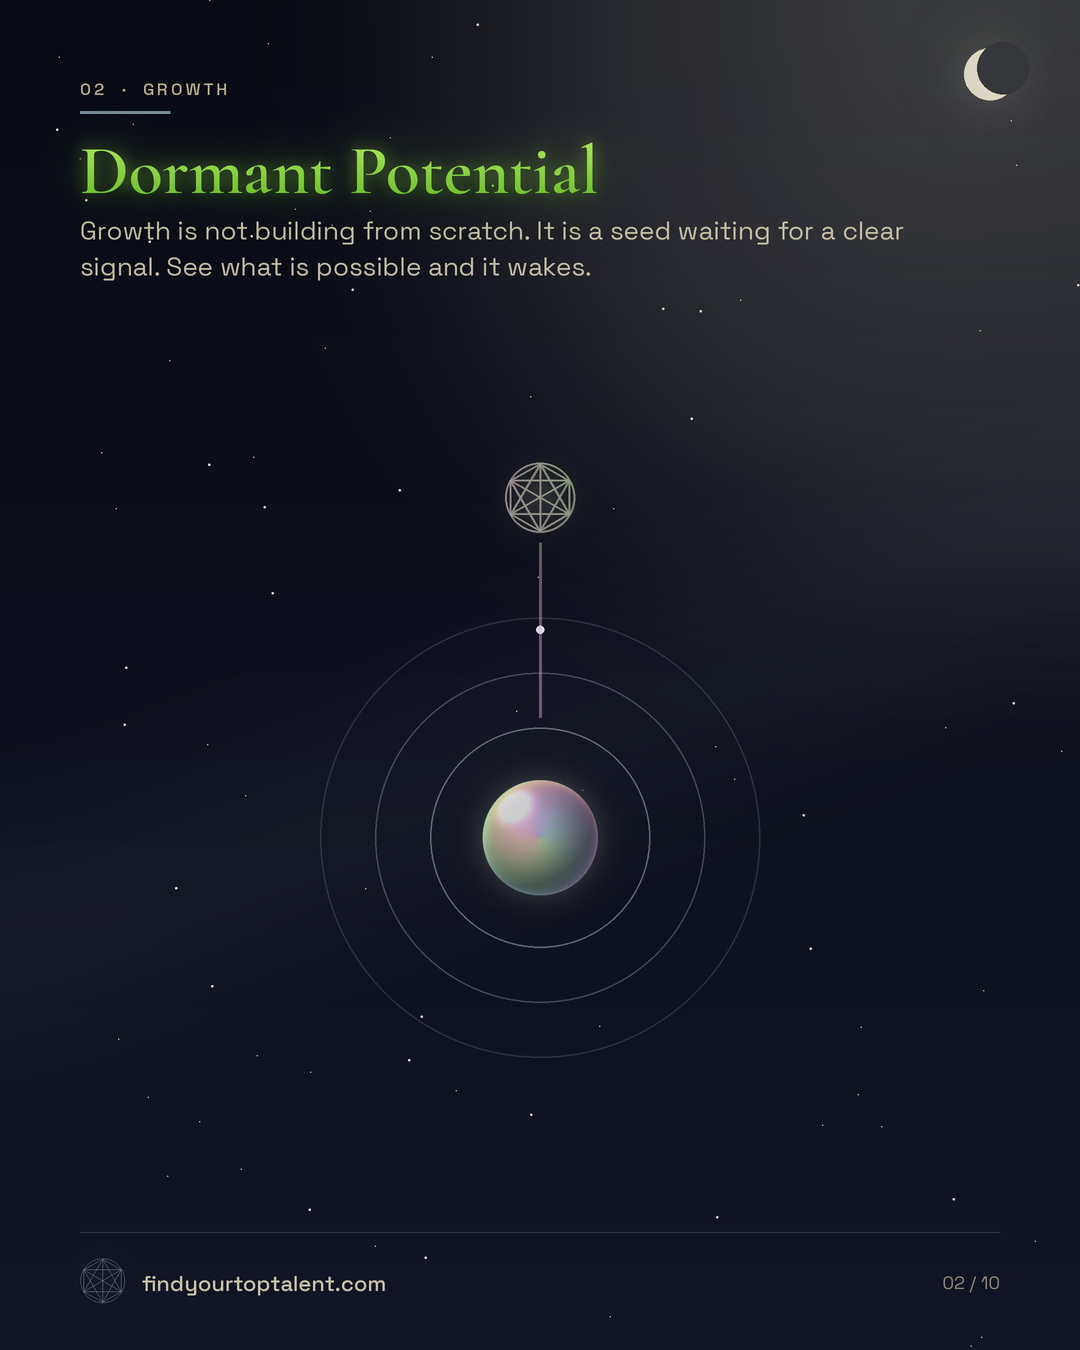 02 · GROWTH
Dormant Potential
Growth is not building from scratch. It is a seed waiting for a clear
signal. See what is possible and it wakes.
findyourtoptalent.com
02 / 10